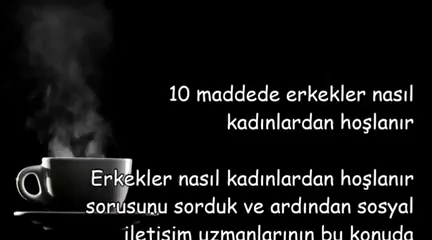 10 maddede erkekler nasıl
kadınlardan hoşlanır
Erkekler nasıl kadınlardan hoşlanır
sorusunu sorduk ve ardından sosyal
iletişim uzmanlarının bu konuda